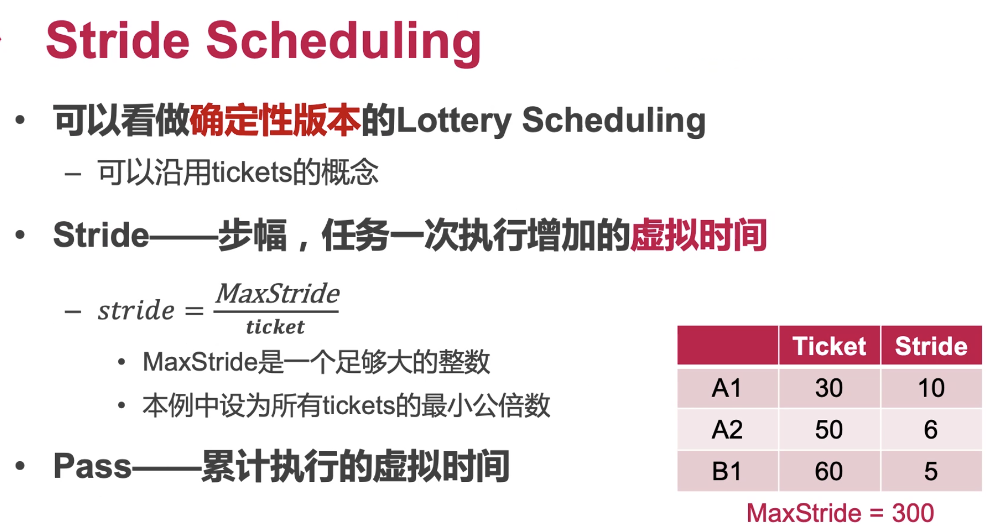 Stride Scheduling
• 可以看做确定性版本的Lottery Scheduling
– 可以沿用tickets的概念
• Stride——步幅，任务一次执行增加的虚拟时间
– stride = MaxStride / ticket
• MaxStride是一个足够大的整数
• 本例中设为所有tickets的最小公倍数
• Pass——累计执行的虚拟时间
Ticket Stride
A1 30 10
A2 50 6
B1 60 5
MaxStride = 300